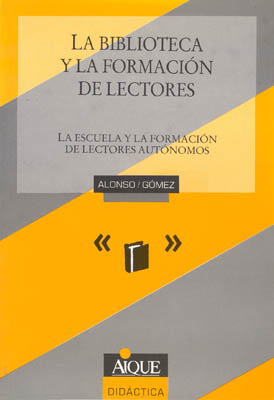 LA BIBLIOTECA
Y LA FORMACIÓN
DE LECTORES
LA ESCUELA Y LA FORMACIÓN
DE LECTORES AUTÓNOMOS
ALONSO / GÓMEZ
« »
AIQUE
DIDÁCTICA